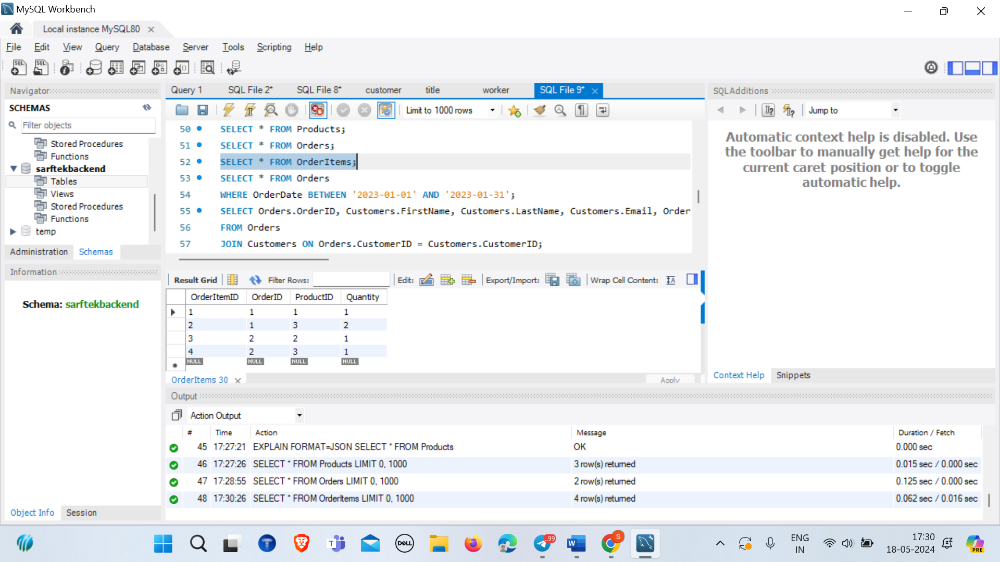 MySQL Workbench
Local instance MySQL80
File Edit View Query Database Server Tools Scripting Help
Navigator
SCHEMAS
Filter objects
Stored Procedures
Functions
sarftekbackend
Tables
Views
Stored Procedures
Functions
temp
Administration Schemas
Information
Schema: sarftekbackend
Object Info Session
Query 1 SQL File 2* SQL File 8* customer title worker SQL File 9*
Limit to 1000 rows
50 SELECT * FROM Products;
51 SELECT * FROM Orders;
52 SELECT * FROM OrderItems;
53 SELECT * FROM Orders
54 WHERE OrderDate BETWEEN '2023-01-01' AND '2023-01-31';
55 SELECT Orders.OrderID, Customers.FirstName, Customers.LastName, Customers.Email, Order
56 FROM Orders
57 JOIN Customers ON Orders.CustomerID = Customers.CustomerID;
Result Grid Filter Rows: Edit: Export/Import: Wrap Cell Content:
OrderItemID OrderID ProductID Quantity
1 1 1 1
2 1 3 2
3 2 2 1
4 2 3 1
NULL NULL NULL NULL
OrderItems 30 Apply
SQLAdditions
Jump to
Automatic context help is disabled. Use
the toolbar to manually get help for the
current caret position or to toggle
automatic help.
Context Help Snippets
Output
Action Output
# Time Action Message Duration / Fetch
45 17:27:21 EXPLAIN FORMAT=JSON SELECT * FROM Products OK 0.000 sec
46 17:27:26 SELECT * FROM Products LIMIT 0, 1000 3 row(s) returned 0.015 sec / 0.000 sec
47 17:28:55 SELECT * FROM Orders LIMIT 0, 1000 2 row(s) returned 0.125 sec / 0.000 sec
48 17:30:26 SELECT * FROM OrderItems LIMIT 0, 1000 4 row(s) returned 0.062 sec / 0.016 sec
DELL
..99
S
ENG
IN
17:30
18-05-2024
PRE